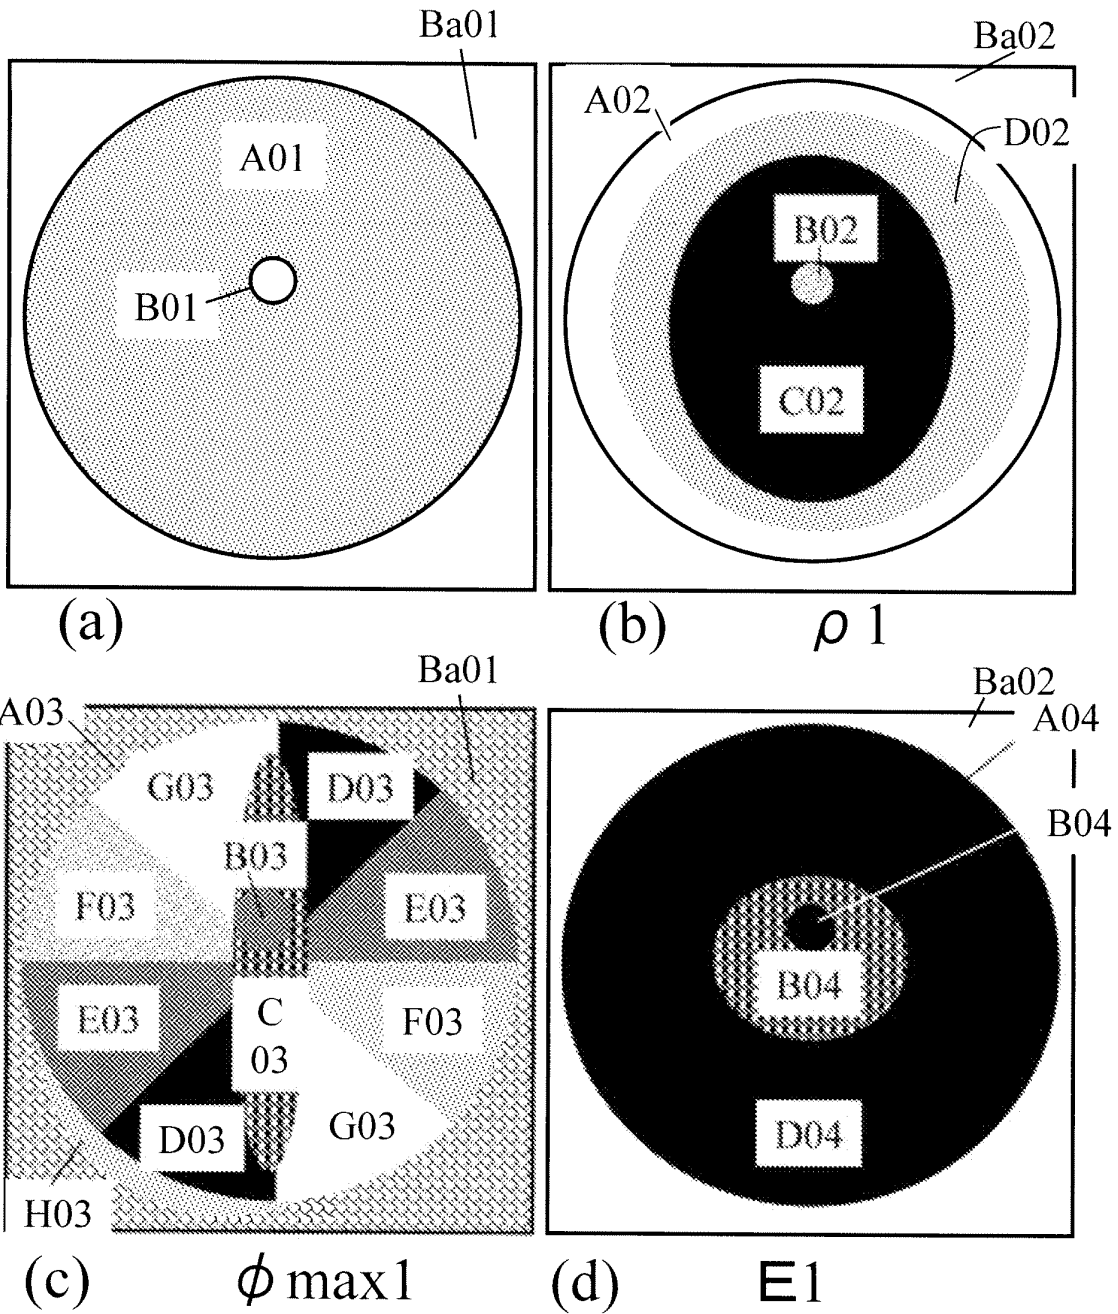 Ba01
Ba02
A01
B01
A02
D02
B02
C02
(a)
(b)
ρ1
Ba01
Ba02
A03
A04
G03
D03
B04
B03
F03
E03
E03
C
03
F03
B04
D03
G03
D04
H03
(c)
φmax1
(d)
E1